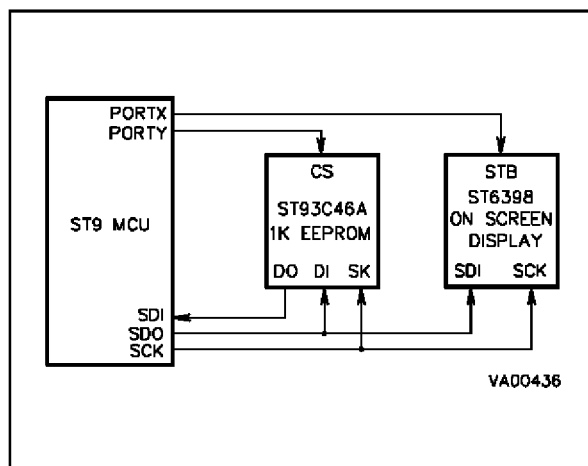 PORTX
PORTY
ST9 MCU
SDI
SDO
SCK
CS
ST93C46A
1K EEPROM
DO DI SK
STB
ST6398
ON SCREEN
DISPLAY
SDI SCK
VA00436